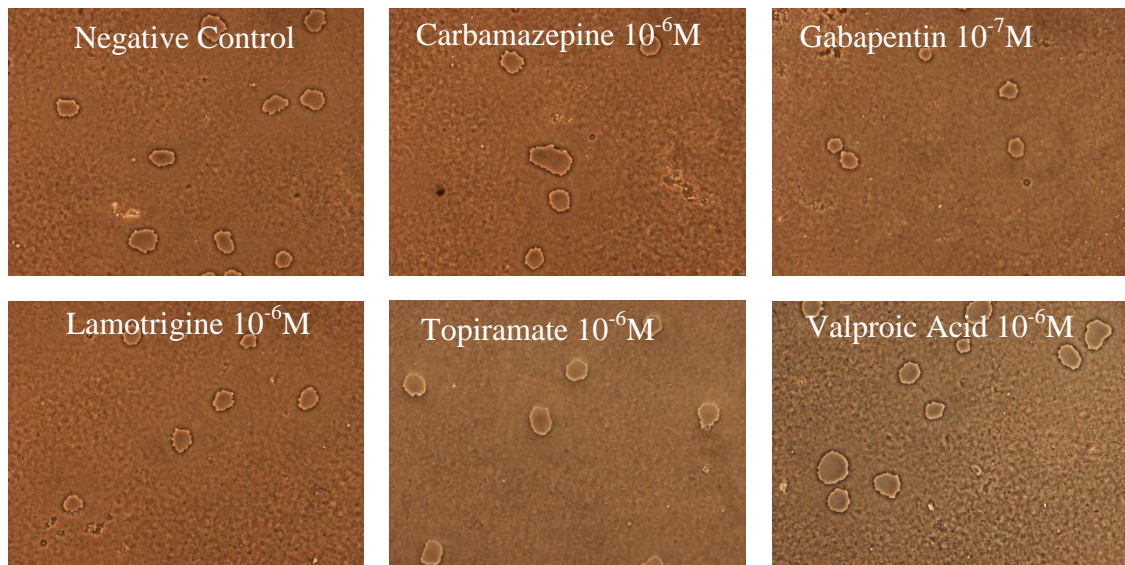 Negative Control
Carbamazepine 10⁻⁶M
Gabapentin 10⁻⁷M
Lamotrigine 10⁻⁶M
Topiramate 10⁻⁶M
Valproic Acid 10⁻⁶M